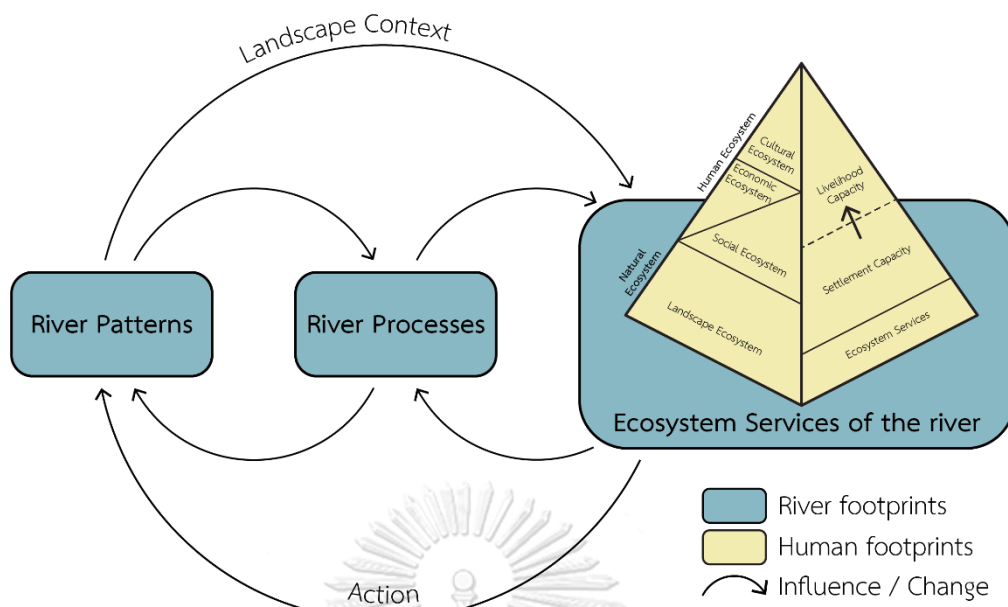 Landscape Context
River Patterns
River Processes
Human Ecosystem
Natural
Ecosystem
Cultural
Ecosystem
Economic
Ecosystem
Social Ecosystem
Landscape Ecosystem
Livelihood
Capacity
Settlement Capacity
Ecosystem Services
Ecosystem Services of the river
Action
River footprints
Human footprints
Influence / Change